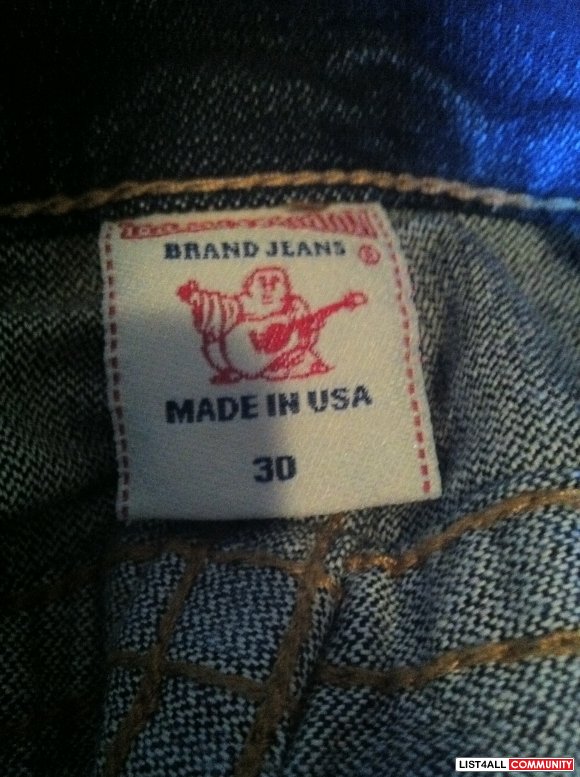 BRAND JEANS ®
MADE IN USA
30
LIST4ALL COMMUNITY